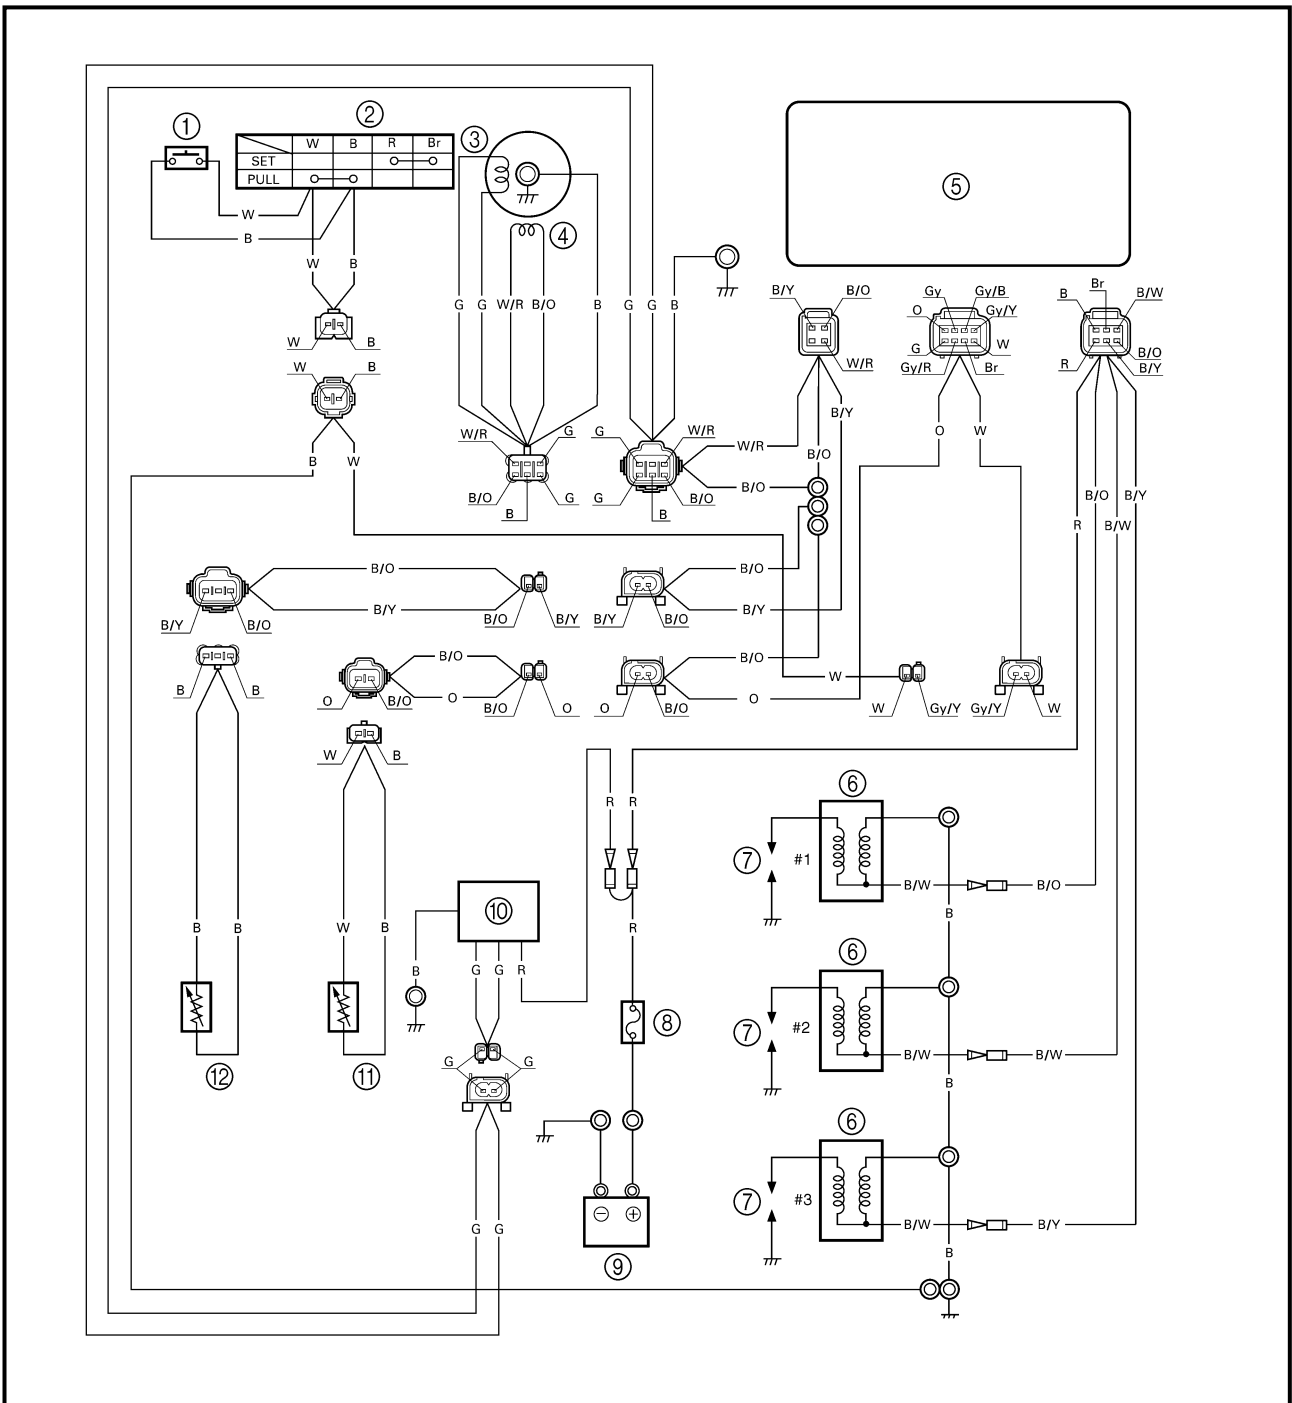 ② 
① W B R Br ③
SET
PULL
⑤
W
④
B
W B
G G W/R B/O B G G B
B/Y B/O
Gy Gy/B
O Gy/Y
Br
B B/W
W B
W B
G W
Gy/R Br
W/R
R B/O
B/Y
B/Y
B W
W/R G
G W/R
W/R
B/O
O W
B/O G
G B/O
B B
B/O
B/O B/Y
R B/W
B/O
B/Y
B/Y B/O
B/O B/Y
B/Y B/O
B/O
B/Y
B B
B/O
O
O B/O
B/O O
O B/O
B/O
O
W
W Gy/Y
Gy/Y W
W B
R R
⑥
⑦ #1
B/W B/O
B
⑩
B B
W B
R
B G G R
⑧
⑥
⑦ #2
B/W B/W
B
⑫ ⑪
G G
⑥
⑦ #3
B/W B/Y
B
G G
− +
⑨